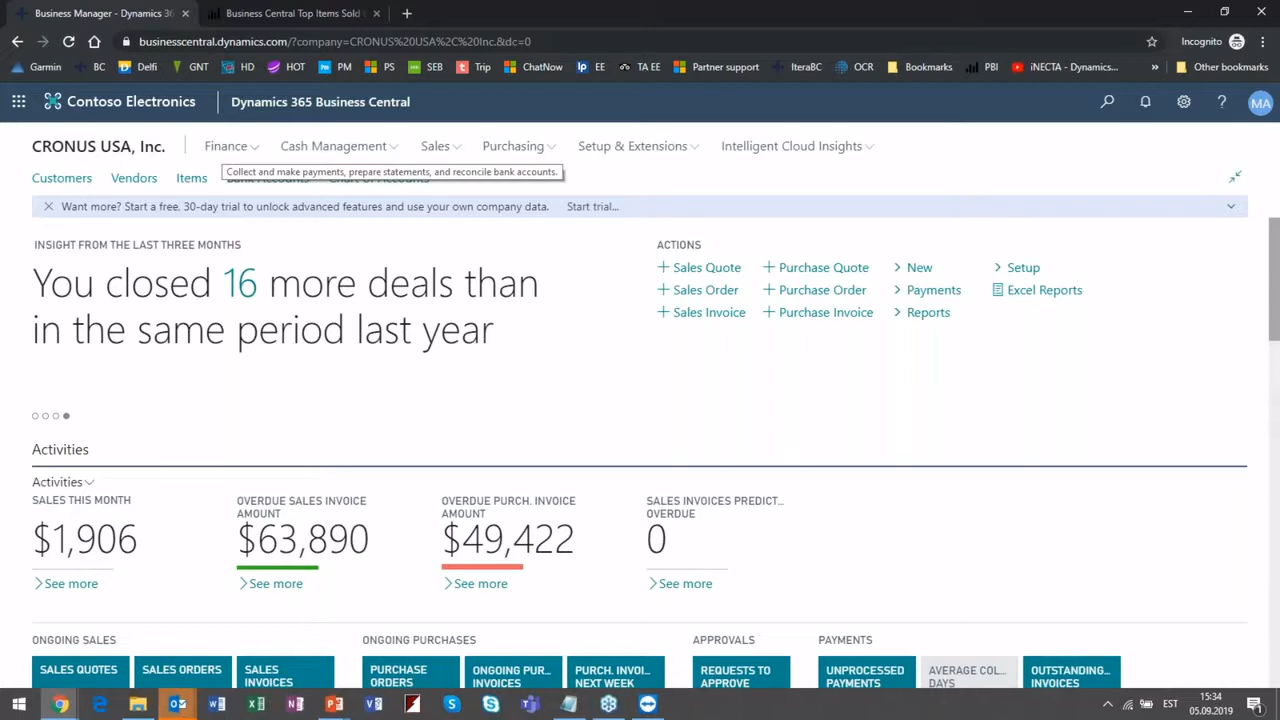 Business Manager - Dynamics 36
Business Central Top Items Sold
businesscentral.dynamics.com/?company=CRONUS%20USA%2C%20Inc.&dc=0
Incognito
Garmin
BC
Delfi
GNT
HD
HOT
PM
PS
SEB
Trip
ChatNow
EE
TA EE
Partner support
IteraBC
OCR
Bookmarks
PBI
iNECTA - Dynamics...
Other bookmarks
Contoso Electronics
Dynamics 365 Business Central
MA
CRONUS USA, Inc.
Finance
Cash Management
Sales
Purchasing
Setup & Extensions
Intelligent Cloud Insights
Collect and make payments, prepare statements, and reconcile bank accounts.
Customers
Vendors
Items
Want more? Start a free, 30-day trial to unlock advanced features and use your own company data.
Start trial...
INSIGHT FROM THE LAST THREE MONTHS
You closed 16 more deals than
in the same period last year
ACTIONS
Sales Quote
Purchase Quote
New
Setup
Sales Order
Purchase Order
Payments
Excel Reports
Sales Invoice
Purchase Invoice
Reports
Activities
Activities
SALES THIS MONTH
$1,906
See more
OVERDUE SALES INVOICE
AMOUNT
$63,890
See more
OVERDUE PURCH. INVOICE
AMOUNT
$49,422
See more
SALES INVOICES PREDICT...
OVERDUE
0
See more
ONGOING SALES
SALES QUOTES
SALES ORDERS
SALES
INVOICES
ONGOING PURCHASES
PURCHASE
ORDERS
ONGOING PUR...
INVOICES
PURCH. INVOI...
NEXT WEEK
APPROVALS
REQUESTS TO
APPROVE
PAYMENTS
UNPROCESSED
PAYMENTS
AVERAGE COL...
DAYS
OUTSTANDING...
INVOICES
EST
15:34
05.09.2019